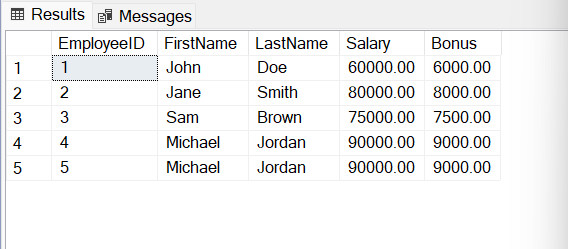 Results Messages
EmployeeID FirstName LastName Salary Bonus
1 1 John Doe 60000.00 6000.00
2 2 Jane Smith 80000.00 8000.00
3 3 Sam Brown 75000.00 7500.00
4 4 Michael Jordan 90000.00 9000.00
5 5 Michael Jordan 90000.00 9000.00